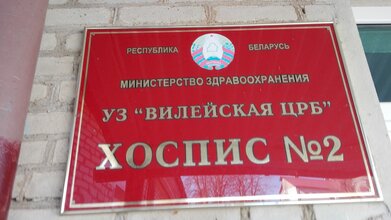 РЕСПУБЛИКА БЕЛАРУСЬ
МИНИСТЕРСТВО ЗДРАВООХРАНЕНИЯ
УЗ “ВИЛЕЙСКАЯ ЦРБ”
ХОСПИС №2